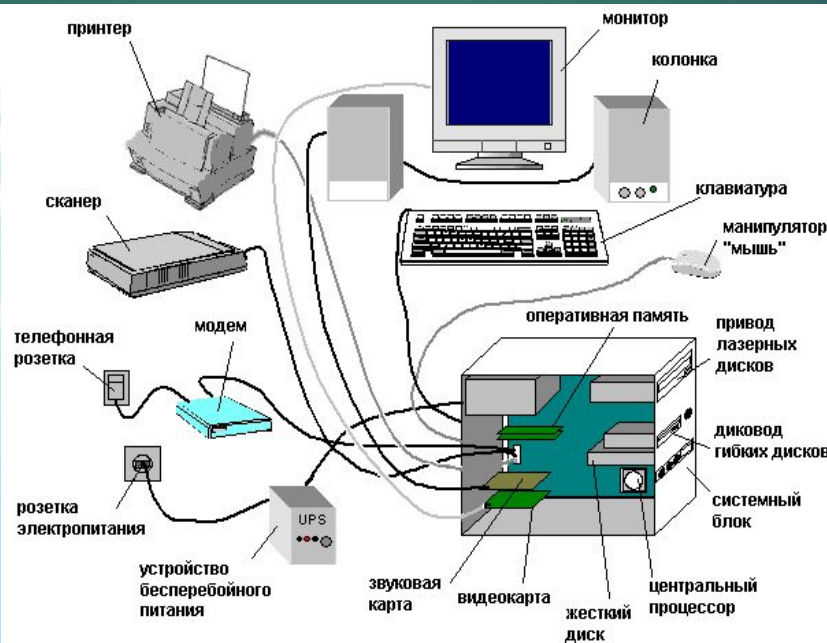 принтер
монитор
колонка
сканер
клавиатура
манипулятор
"мышь"
оперативная память
привод
лазерных
дисков
телефонная
розетка
модем
диковод
гибких дисков
розетка
электропитания
UPS
системный
блок
устройство
бесперебойного
питания
звуковая
карта
видеокарта
жесткий
диск
центральный
процессор